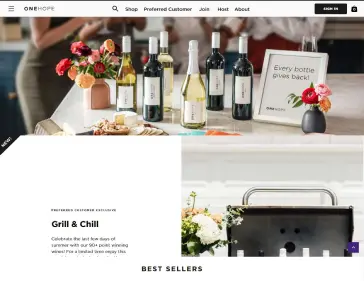 ONEHOPE
Shop
Preferred Customer
Join
Host
About
SIGN IN
Every bottle
gives back!
ONEHOPE
NEW!
PREFERRED CUSTOMER EXCLUSIVE
Grill & Chill
Celebrate the last few days of
summer with our 90+ point winning
wines! For a limited time enjoy this
BEST SELLERS